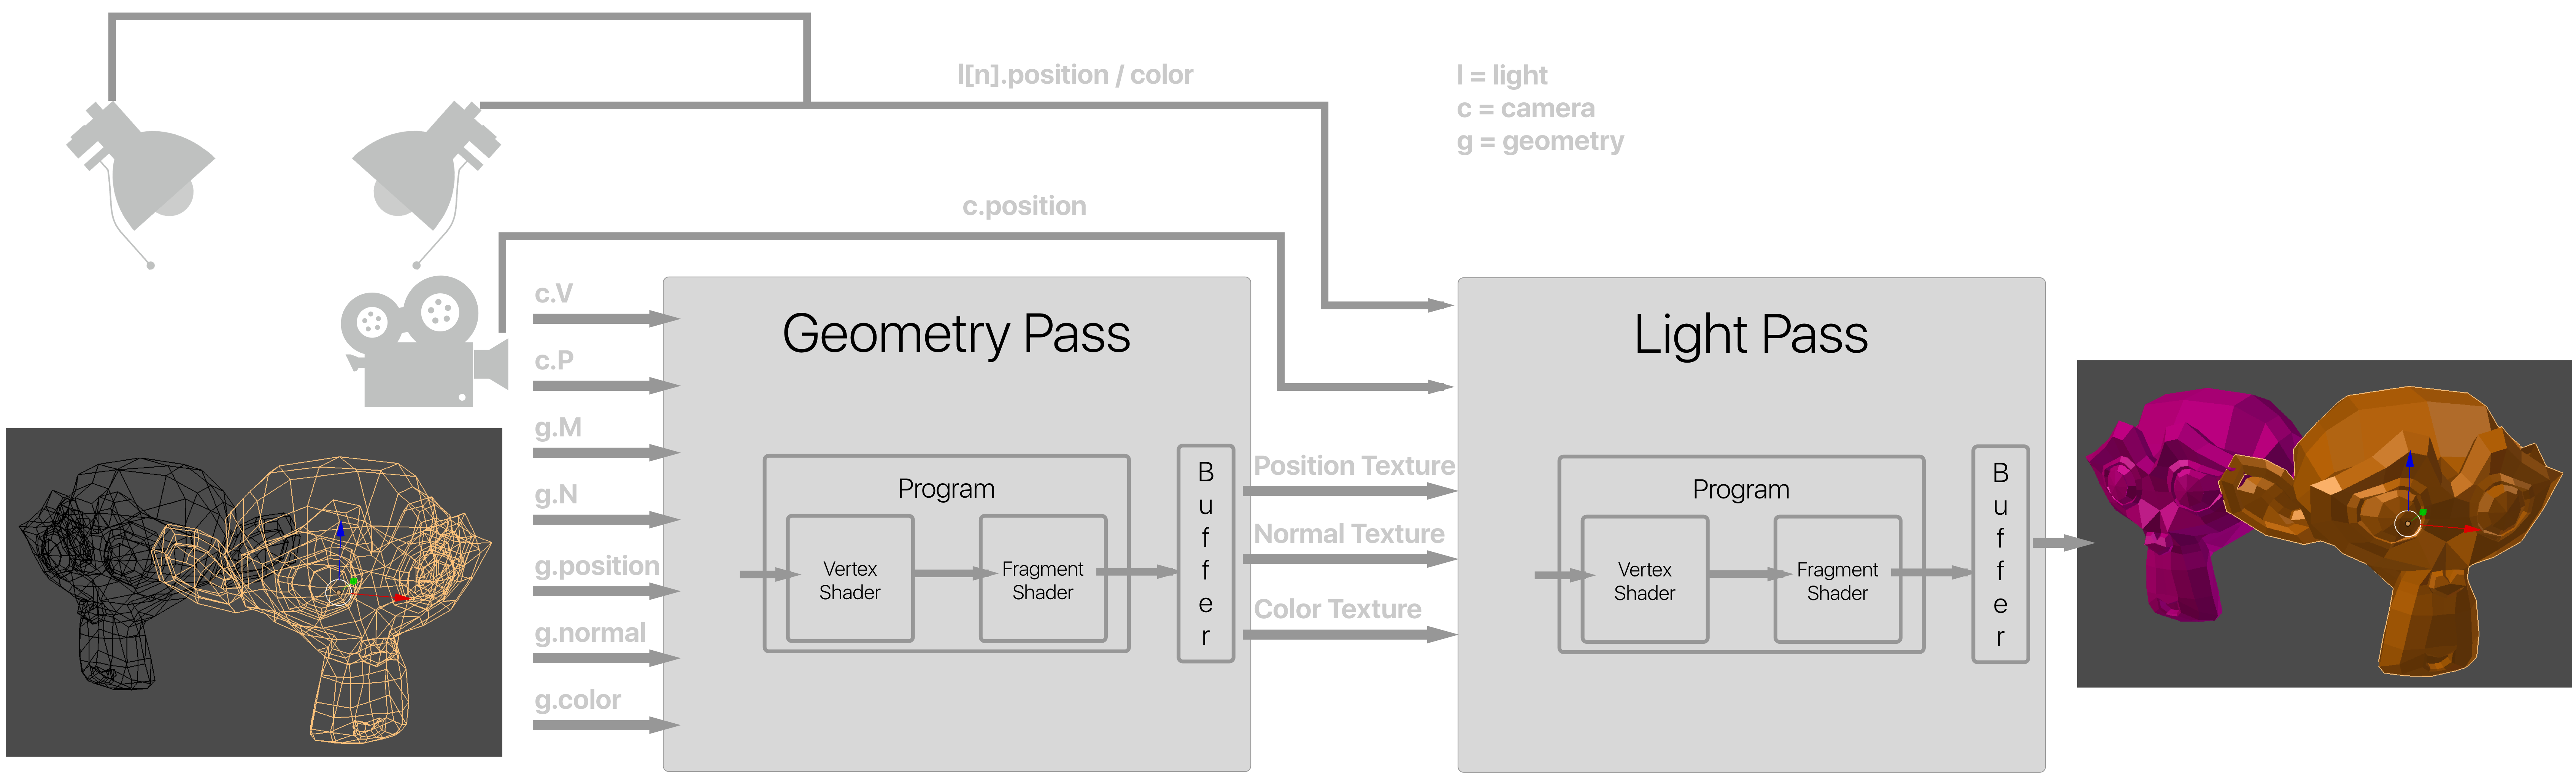 l[n].position / color
l = light
c = camera
g = geometry
c.position
c.V
c.P
g.M
g.N
g.position
g.normal
g.color
Geometry Pass
Program
Vertex
Shader
Fragment
Shader
Buffer
Position Texture
Normal Texture
Color Texture
Light Pass
Program
Vertex
Shader
Fragment
Shader
Buffer